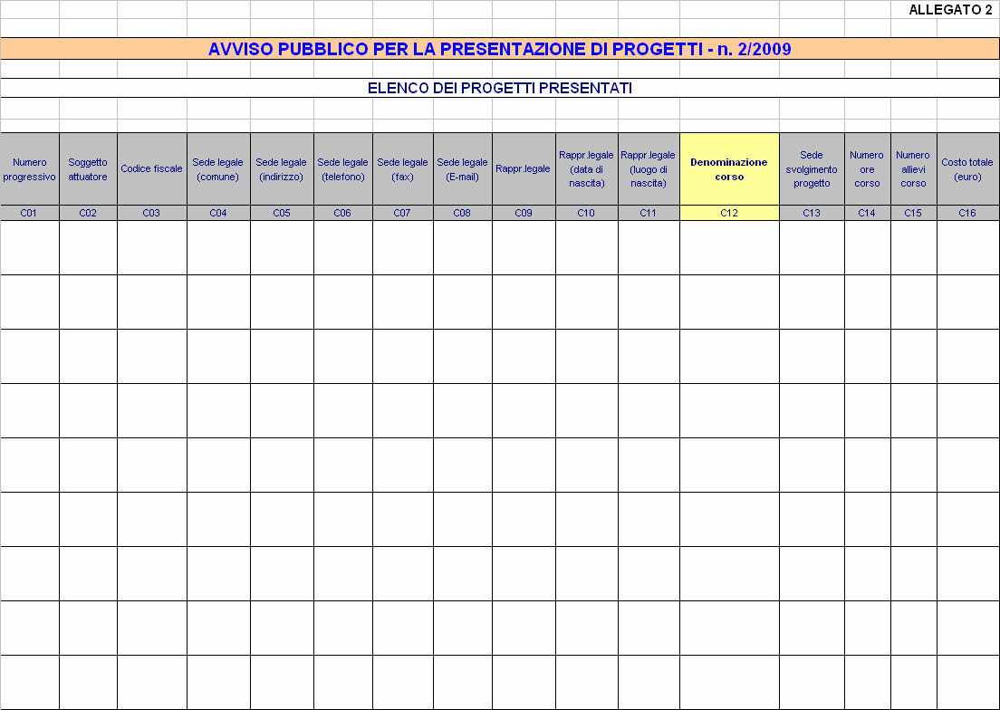 ALLEGATO 2
AVVISO PUBBLICO PER LA PRESENTAZIONE DI PROGETTI - n. 2/2009
ELENCO DEI PROGETTI PRESENTATI
Numero progressivo
Soggetto attuatore
Codice fiscale
Sede legale (comune)
Sede legale (indirizzo)
Sede legale (telefono)
Sede legale (fax)
Sede legale (E-mail)
Rappr.legale
Rappr.legale (data di nascita)
Rappr.legale (luogo di nascita)
Denominazione corso
Sede svolgimento progetto
Numero ore corso
Numero allievi corso
Costo totale (euro)
C01 C02 C03 C04 C05 C06 C07 C08 C09 C10 C11 C12 C13 C14 C15 C16